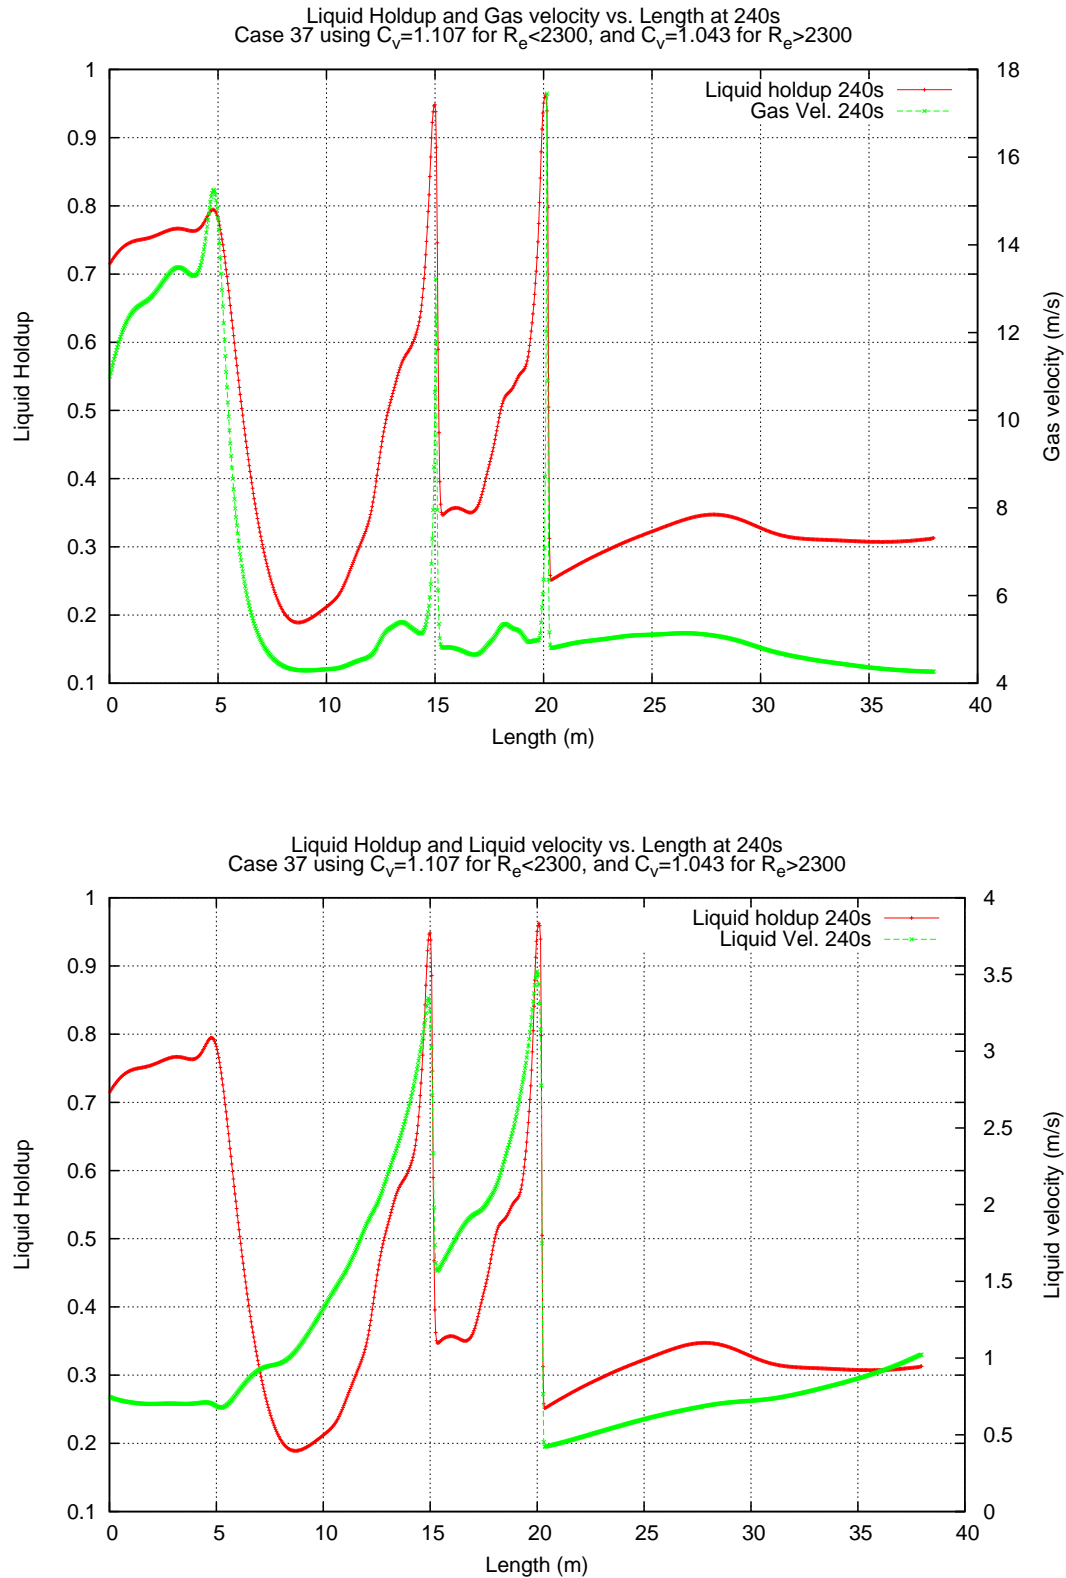 Liquid Holdup and Gas velocity vs. Length at 240s
Case 37 using Cv=1.107 for Re<2300, and Cv=1.043 for Re>2300
Liquid holdup 240s
Gas Vel. 240s
1
0.9
0.8
0.7
0.6
0.5
0.4
0.3
0.2
0.1
Liquid Holdup
18
16
14
12
10
8
6
4
Gas velocity (m/s)
0 5 10 15 20 25 30 35 40
Length (m)
Liquid Holdup and Liquid velocity vs. Length at 240s
Case 37 using Cv=1.107 for Re<2300, and Cv=1.043 for Re>2300
Liquid holdup 240s
Liquid Vel. 240s
1
0.9
0.8
0.7
0.6
0.5
0.4
0.3
0.2
0.1
Liquid Holdup
4
3.5
3
2.5
2
1.5
1
0.5
0
Liquid velocity (m/s)
0 5 10 15 20 25 30 35 40
Length (m)